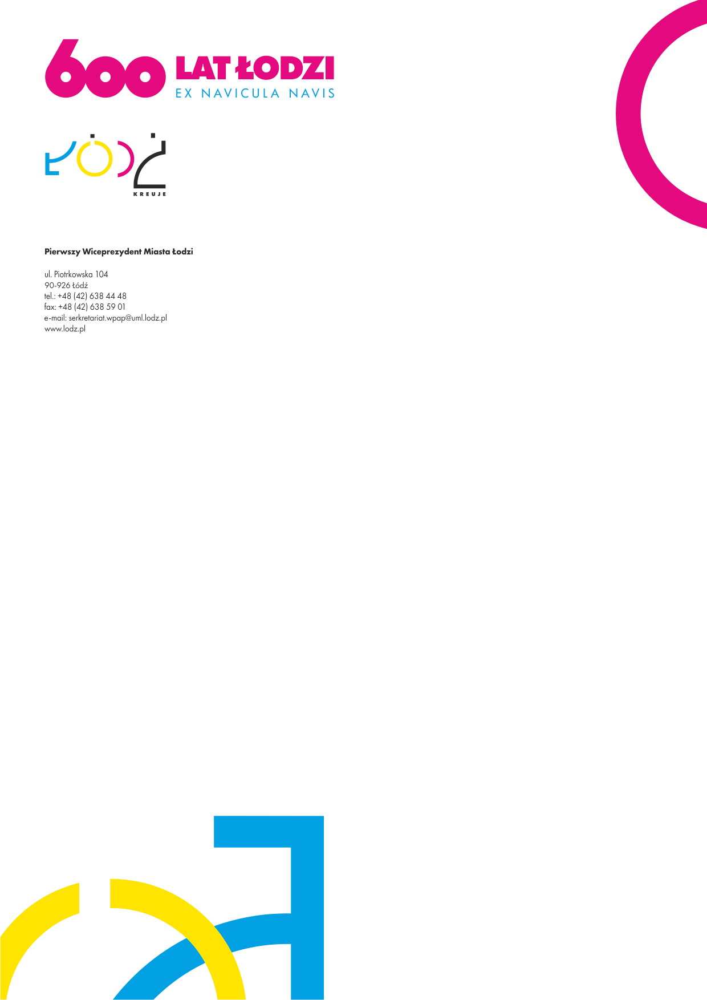 600 LAT ŁODZI
EX NAVICULA NAVIS
ŁÓDŹ
KREUJE
Pierwszy Wiceprezydent Miasta Łodzi
ul. Piotrkowska 104
90-926 Łódź
tel.: +48 (42) 638 44 48
fax: +48 (42) 638 59 01
e-mail: serkretariat.wpap@uml.lodz.pl
www.lodz.pl